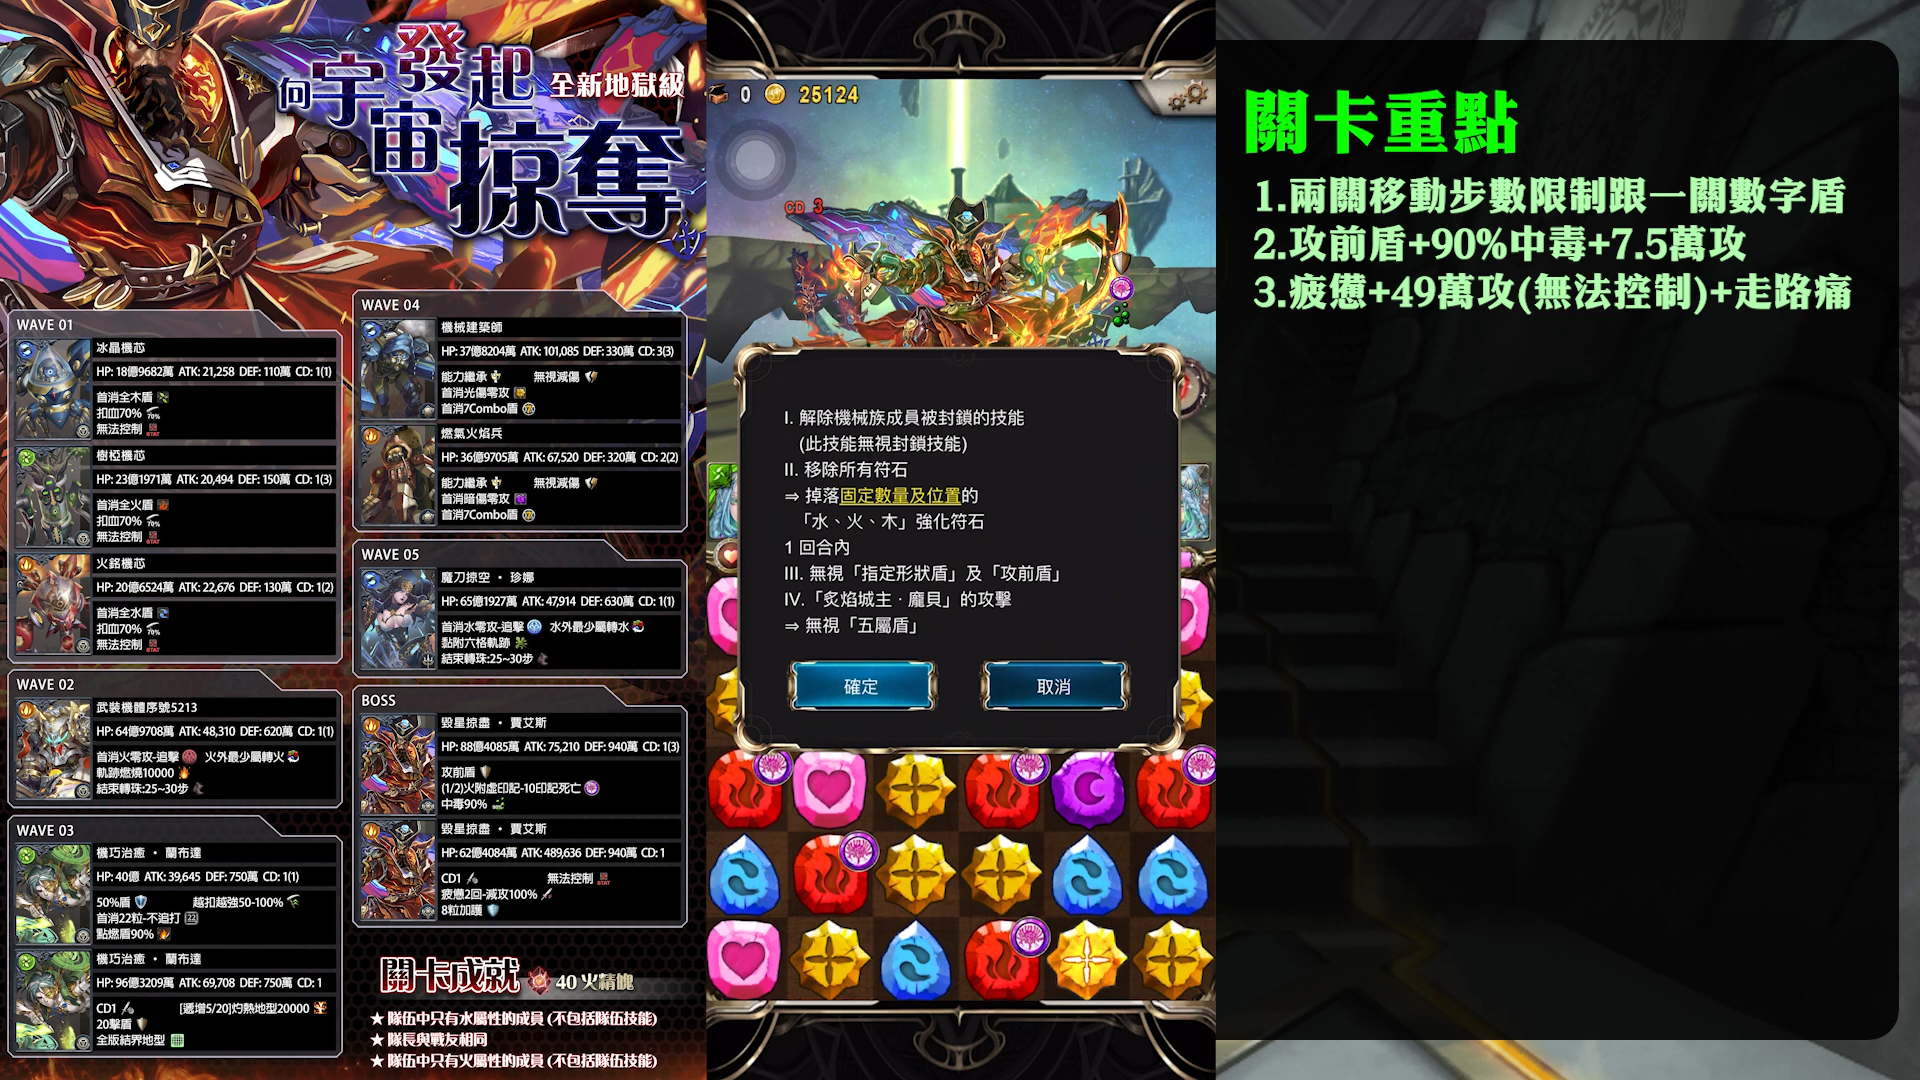 向宇宙發起掠奪
全新地獄級
WAVE 01
冰晶機芯
HP: 18億9682萬 ATK: 21,258 DEF: 110萬 CD: 1(1)
首消全木盾
扣血70%
無法控制
樹椏機芯
HP: 23億1971萬 ATK: 20,494 DEF: 150萬 CD: 1(3)
首消全火盾
扣血70%
無法控制
火銘機芯
HP: 20億6524萬 ATK: 22,676 DEF: 130萬 CD: 1(2)
首消全水盾
扣血70%
無法控制
WAVE 02
武裝機體序號5213
HP: 64億9708萬 ATK: 48,310 DEF: 620萬 CD: 1(1)
首消火零攻-追擊 火外最少屬轉火
軌跡燃燒10000
結束轉珠:25~30步
WAVE 03
機巧治癒 · 蘭布達
HP: 40億 ATK: 39,645 DEF: 750萬 CD: 1(1)
50%盾 越扣越強50-100%
首消22粒-不追打
點燃盾90%
機巧治癒 · 蘭布達
HP: 96億3209萬 ATK: 69,708 DEF: 750萬 CD: 1
CD1 [遞增5/20]灼熱地型20000
20擊盾
全版結界地型
WAVE 04
機械建築師
HP: 37億8204萬 ATK: 101,085 DEF: 330萬 CD: 3(3)
能力繼承 無視減傷
首消光傷零攻
首消7Combo盾
燃氣火焰兵
HP: 36億9705萬 ATK: 67,520 DEF: 320萬 CD: 2(2)
能力繼承 無視減傷
首消暗傷零攻
首消7Combo盾
WAVE 05
魔刀掠空 · 珍娜
HP: 65億1927萬 ATK: 47,914 DEF: 630萬 CD: 1(1)
首消水零攻-追擊 水外最少屬轉水
黏附六格軌跡
結束轉珠:25~30步
BOSS
毀星掠盡 · 賈艾斯
HP: 88億4085萬 ATK: 75,210 DEF: 940萬 CD: 1(3)
攻前盾
(1/2)火附虛印記-10印記死亡
中毒90%
毀星掠盡 · 賈艾斯
HP: 62億4084萬 ATK: 489,636 DEF: 940萬 CD: 1
CD1 無法控制
疲憊2回-減攻100%
8粒加護
關卡成就 40 火精魄
★ 隊伍中只有水屬性的成員 (不包括隊伍技能)
★ 隊長與戰友相同
★ 隊伍中只有火屬性的成員 (不包括隊伍技能)
0 25124
CD 3
I. 解除機械族成員被封鎖的技能
(此技能無視封鎖技能)
II. 移除所有符石
⇒ 掉落固定數量及位置的
「水、火、木」強化符石
1 回合內
III. 無視「指定形狀盾」及「攻前盾」
IV.「炙焰城主 · 龐貝」的攻擊
⇒ 無視「五屬盾」
確定 取消
關卡重點
1.兩關移動步數限制跟一關數字盾
2.攻前盾+90%中毒+7.5萬攻
3.疲憊+49萬攻(無法控制)+走路痛